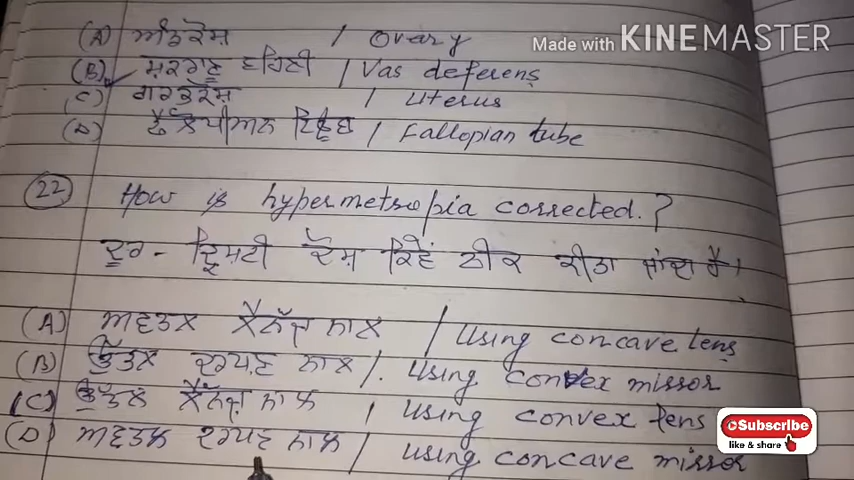 (A) ਅੰਡਕੋਸ਼ / Ovary
Made with KINEMASTER
(B) ਸ਼ੁਕਰਾਣੂ ਵਹਿਣੀ / Vas deferens
(C) ਗਰਭਕੋਸ਼ / Uterus
(D) ਫੈਲੋਪੀਅਨ ਟਿਊਬ / Fallopian tube
(22) How is hypermetropia corrected.?
ਦੂਰ - ਦ੍ਰਿਸ਼ਟੀ ਦੋਸ਼ ਕਿਵੇਂ ਠੀਕ ਕੀਤਾ ਜਾਂਦਾ ਹੈ।
(A) ਅਵਤਲ ਲੈਨੱਜ਼ ਨਾਲ / Using concave lens
(B) ਉੱਤਲ ਦਰਪਣ ਨਾਲ /. Using convex mirror
(C) ਉੱਤਲ ਲੈਨੱਜ਼ ਨਾਲ / Using convex lens
Subscribe
like & share
(D) ਅਵਤਲ ਦਰਪਣ ਨਾਲ / Using concave mirror